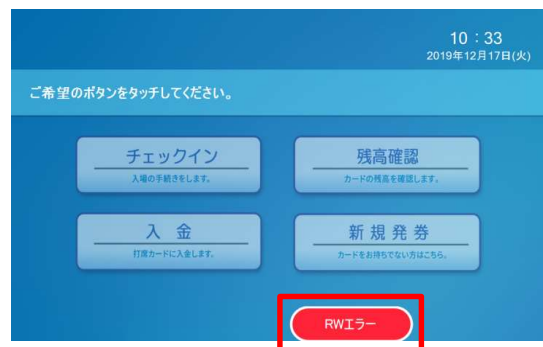 10：33
2019年12月17日(火)
ご希望のボタンをタッチしてください。
チェックイン
入場の手続きをします。
残高確認
カードの残高を確認します。
入 金
打席カードに入金します。
新 規 発 券
カードをお持ちでない方はこちら。
RWエラー